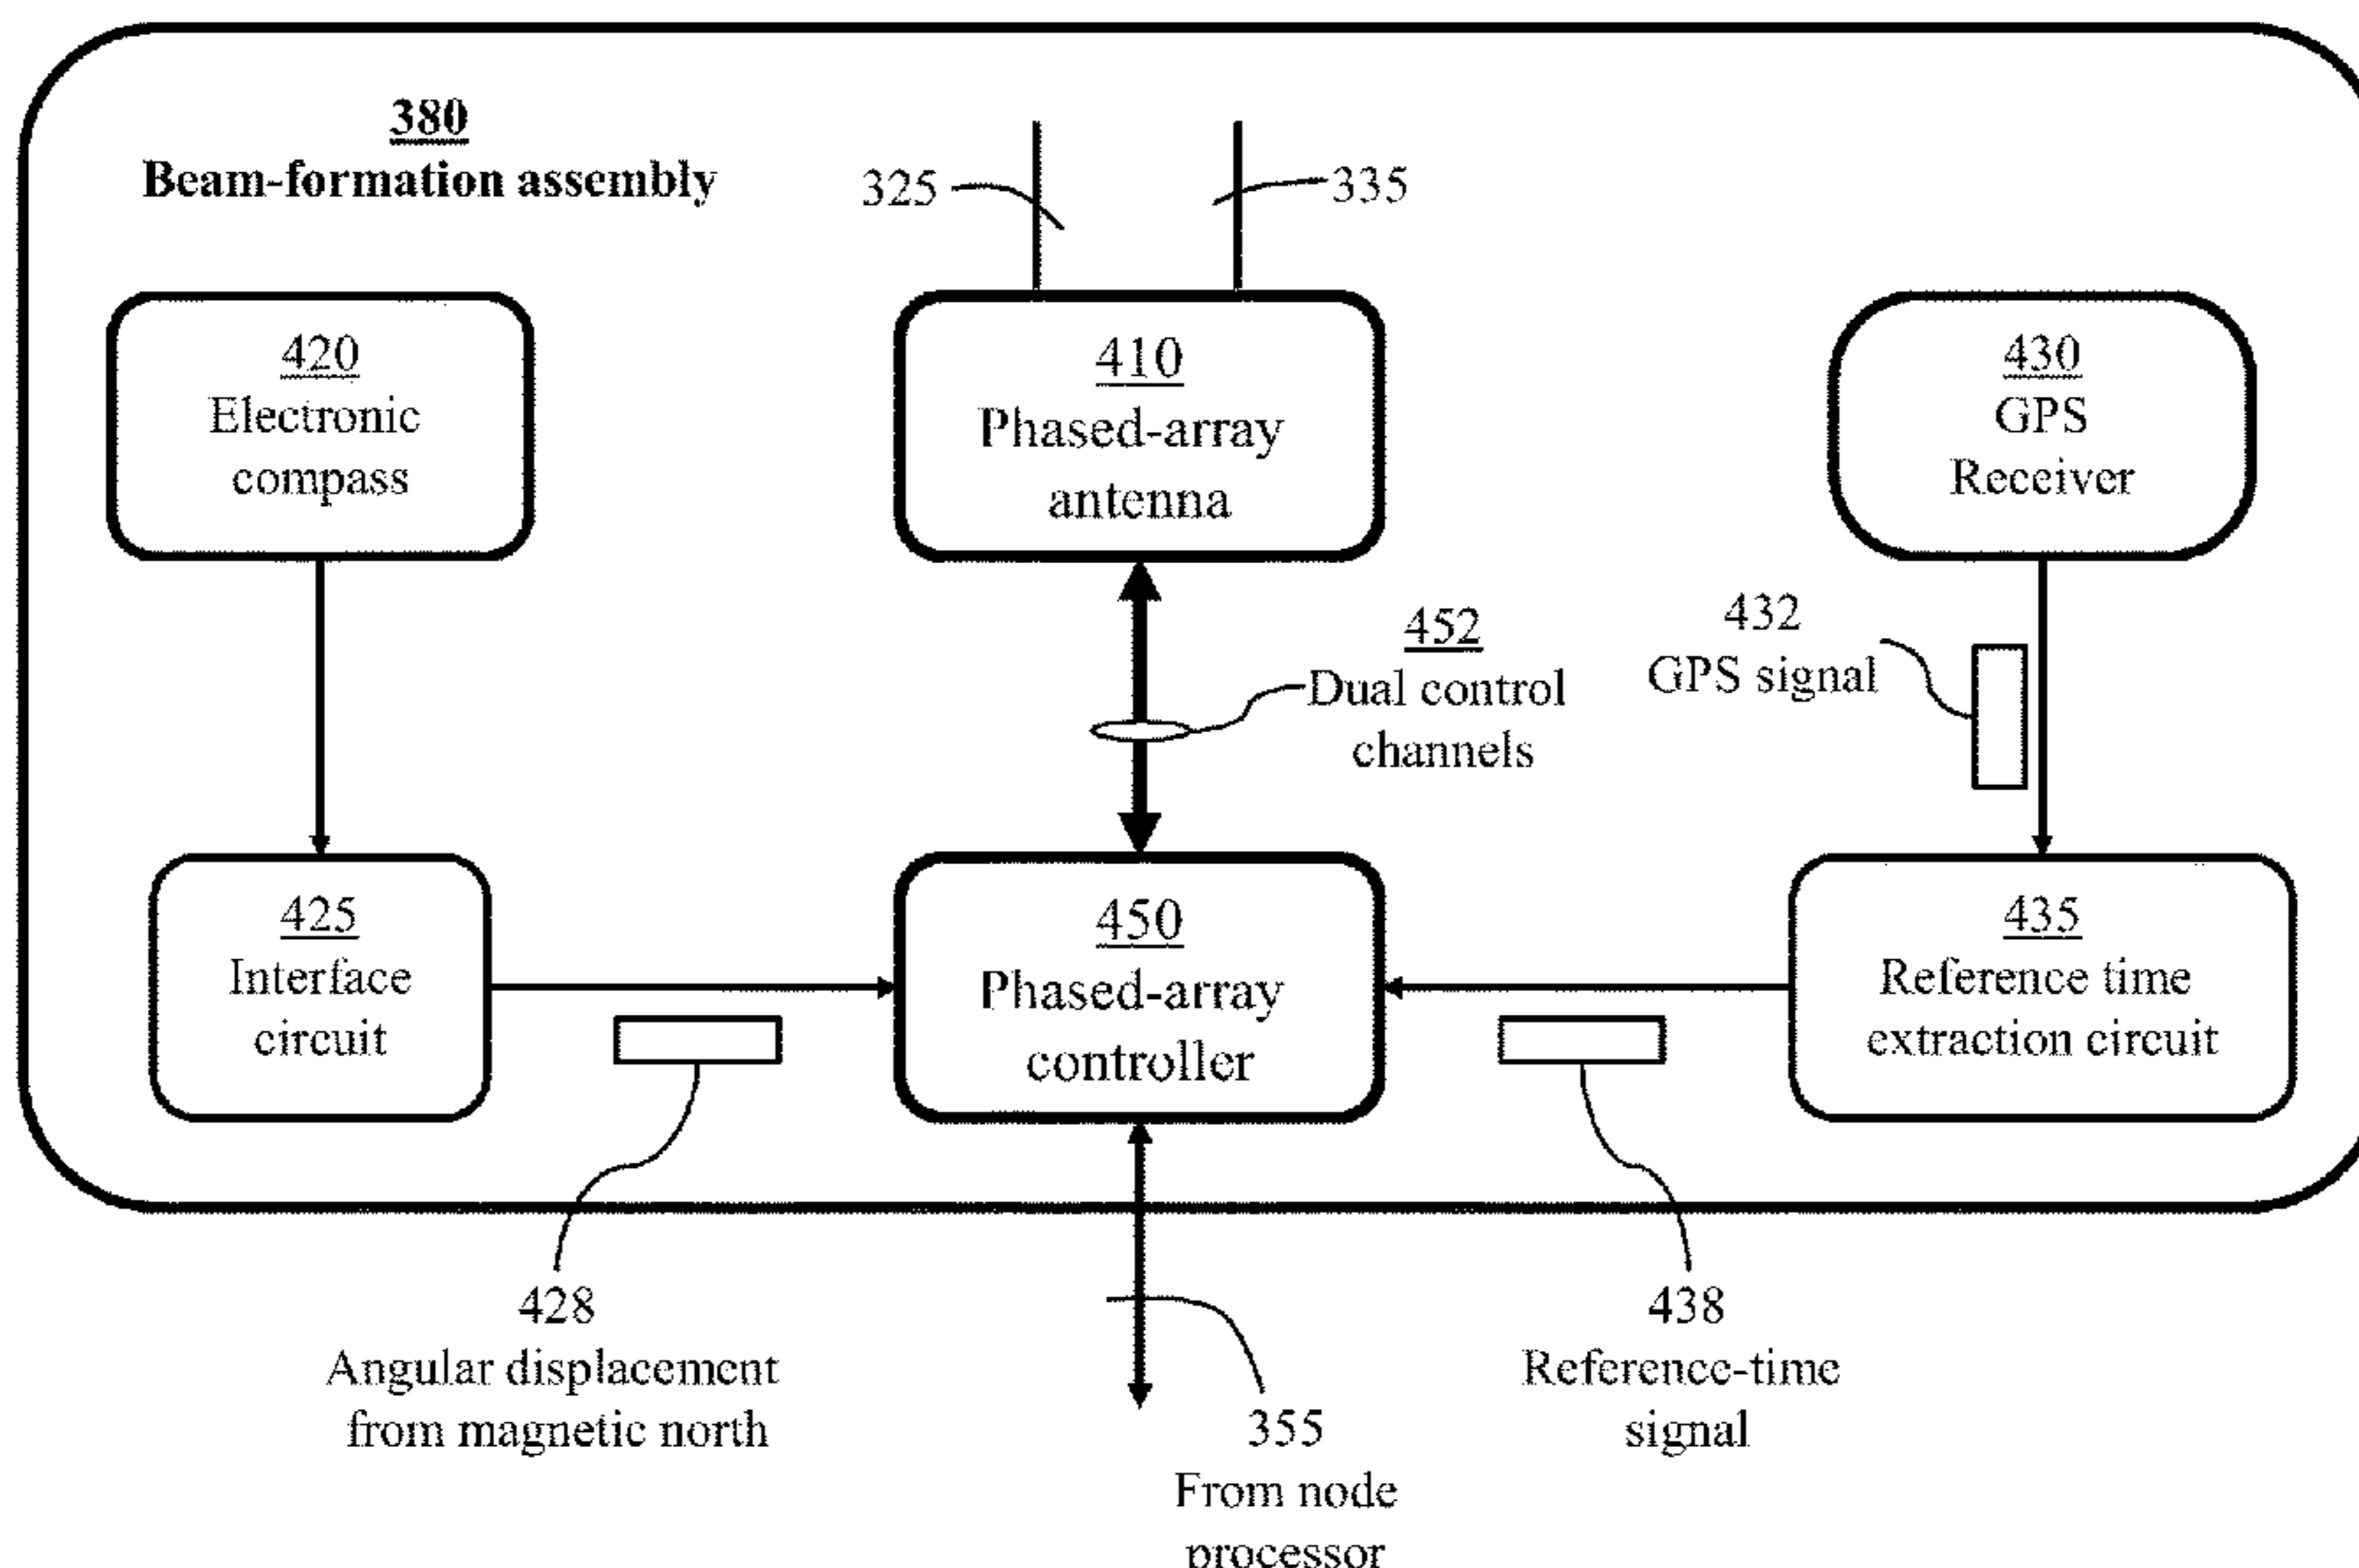 380
Beam-formation assembly
325
335
420
Electronic
compass
410
Phased-array
antenna
430
GPS
Receiver
452
Dual control
channels
432
GPS signal
425
Interface
circuit
450
Phased-array
controller
435
Reference time
extraction circuit
428
Angular displacement
from magnetic north
355
From node
processor
438
Reference-time
signal